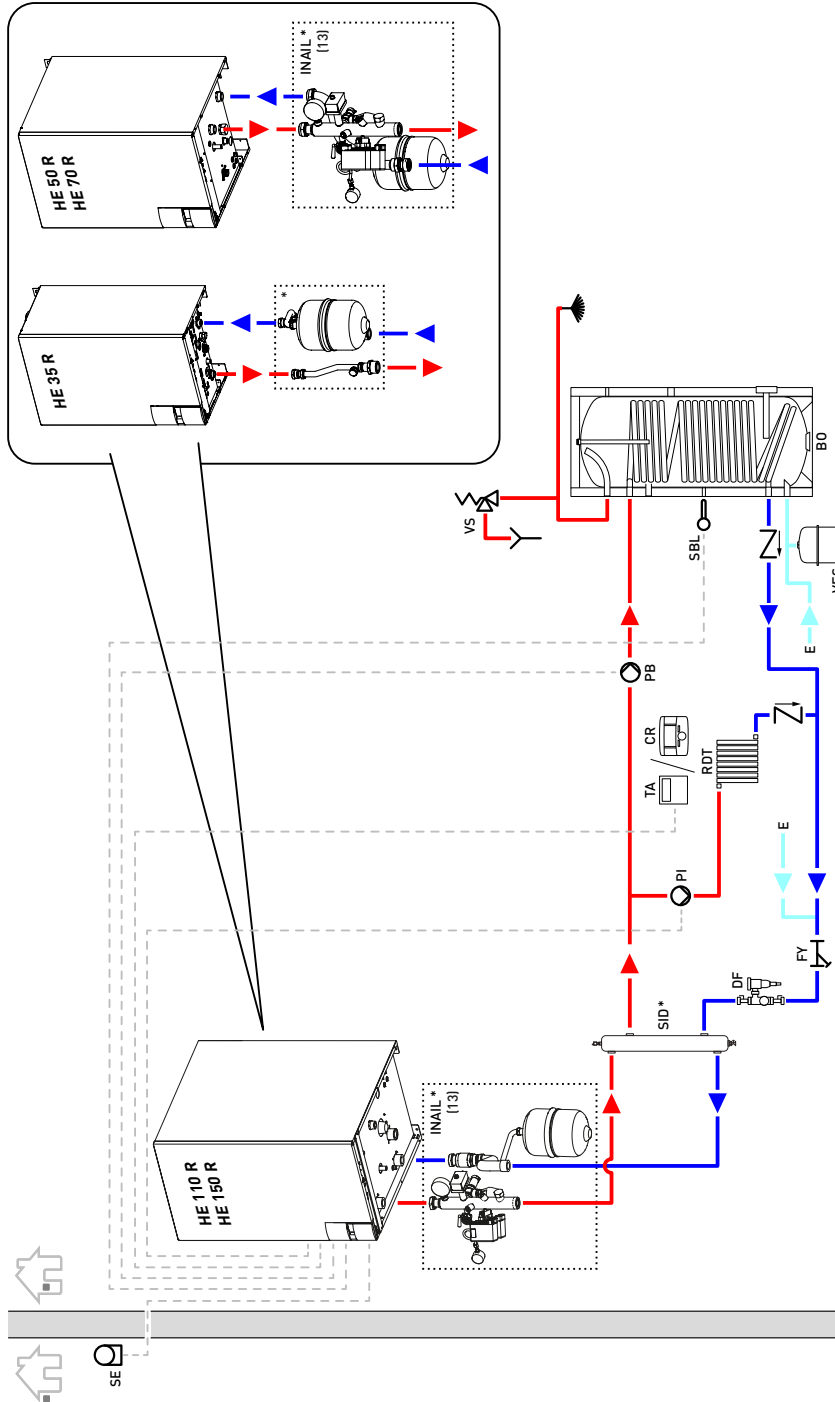 SE
HE 110 R
HE 150 R
INAIL*
(13)
HE 35 R
*
HE 50 R
HE 70 R
INAIL*
(13)
SID*
DF
FY
E
PI
TA
CR
RDT
PB
VS
SBL
E
BO